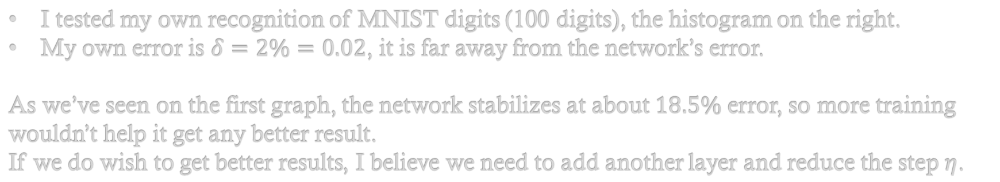 • I tested my own recognition of MNIST digits (100 digits), the histogram on the right.
• My own error is δ = 2% = 0.02, it is far away from the network’s error.
As we’ve seen on the first graph, the network stabilizes at about 18.5% error, so more training
wouldn’t help it get any better result.
If we do wish to get better results, I believe we need to add another layer and reduce the step η.